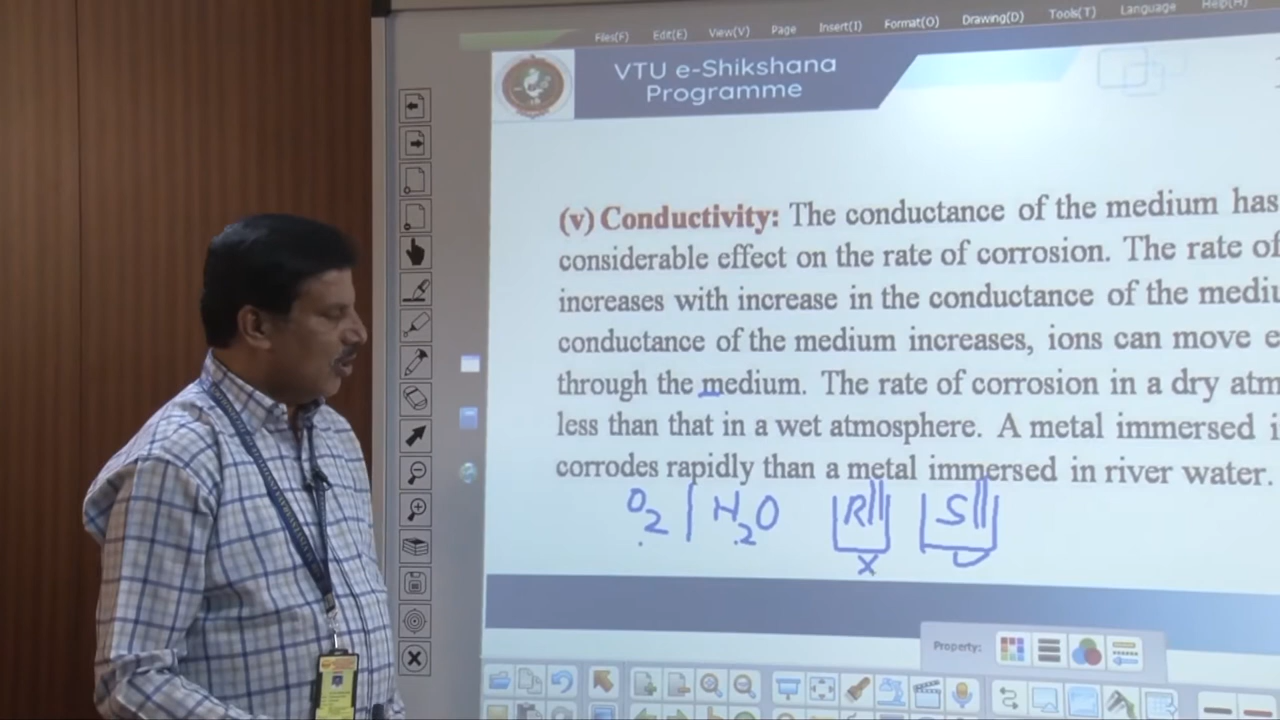 Files(F) Edit(E) View(V) Page Insert(I) Format(O) Drawing(D) Tools(T) Language Help(H)
VTU e-Shikshana
Programme
(v) Conductivity: The conductance of the medium has
considerable effect on the rate of corrosion. The rate of
increases with increase in the conductance of the
conductance of the medium increases, ions can move
through the medium. The rate of corrosion in a dry
less than that in a wet atmosphere. A metal immersed
corrodes rapidly than a metal immersed in river water.
O2 | H2O R S
x
Property: